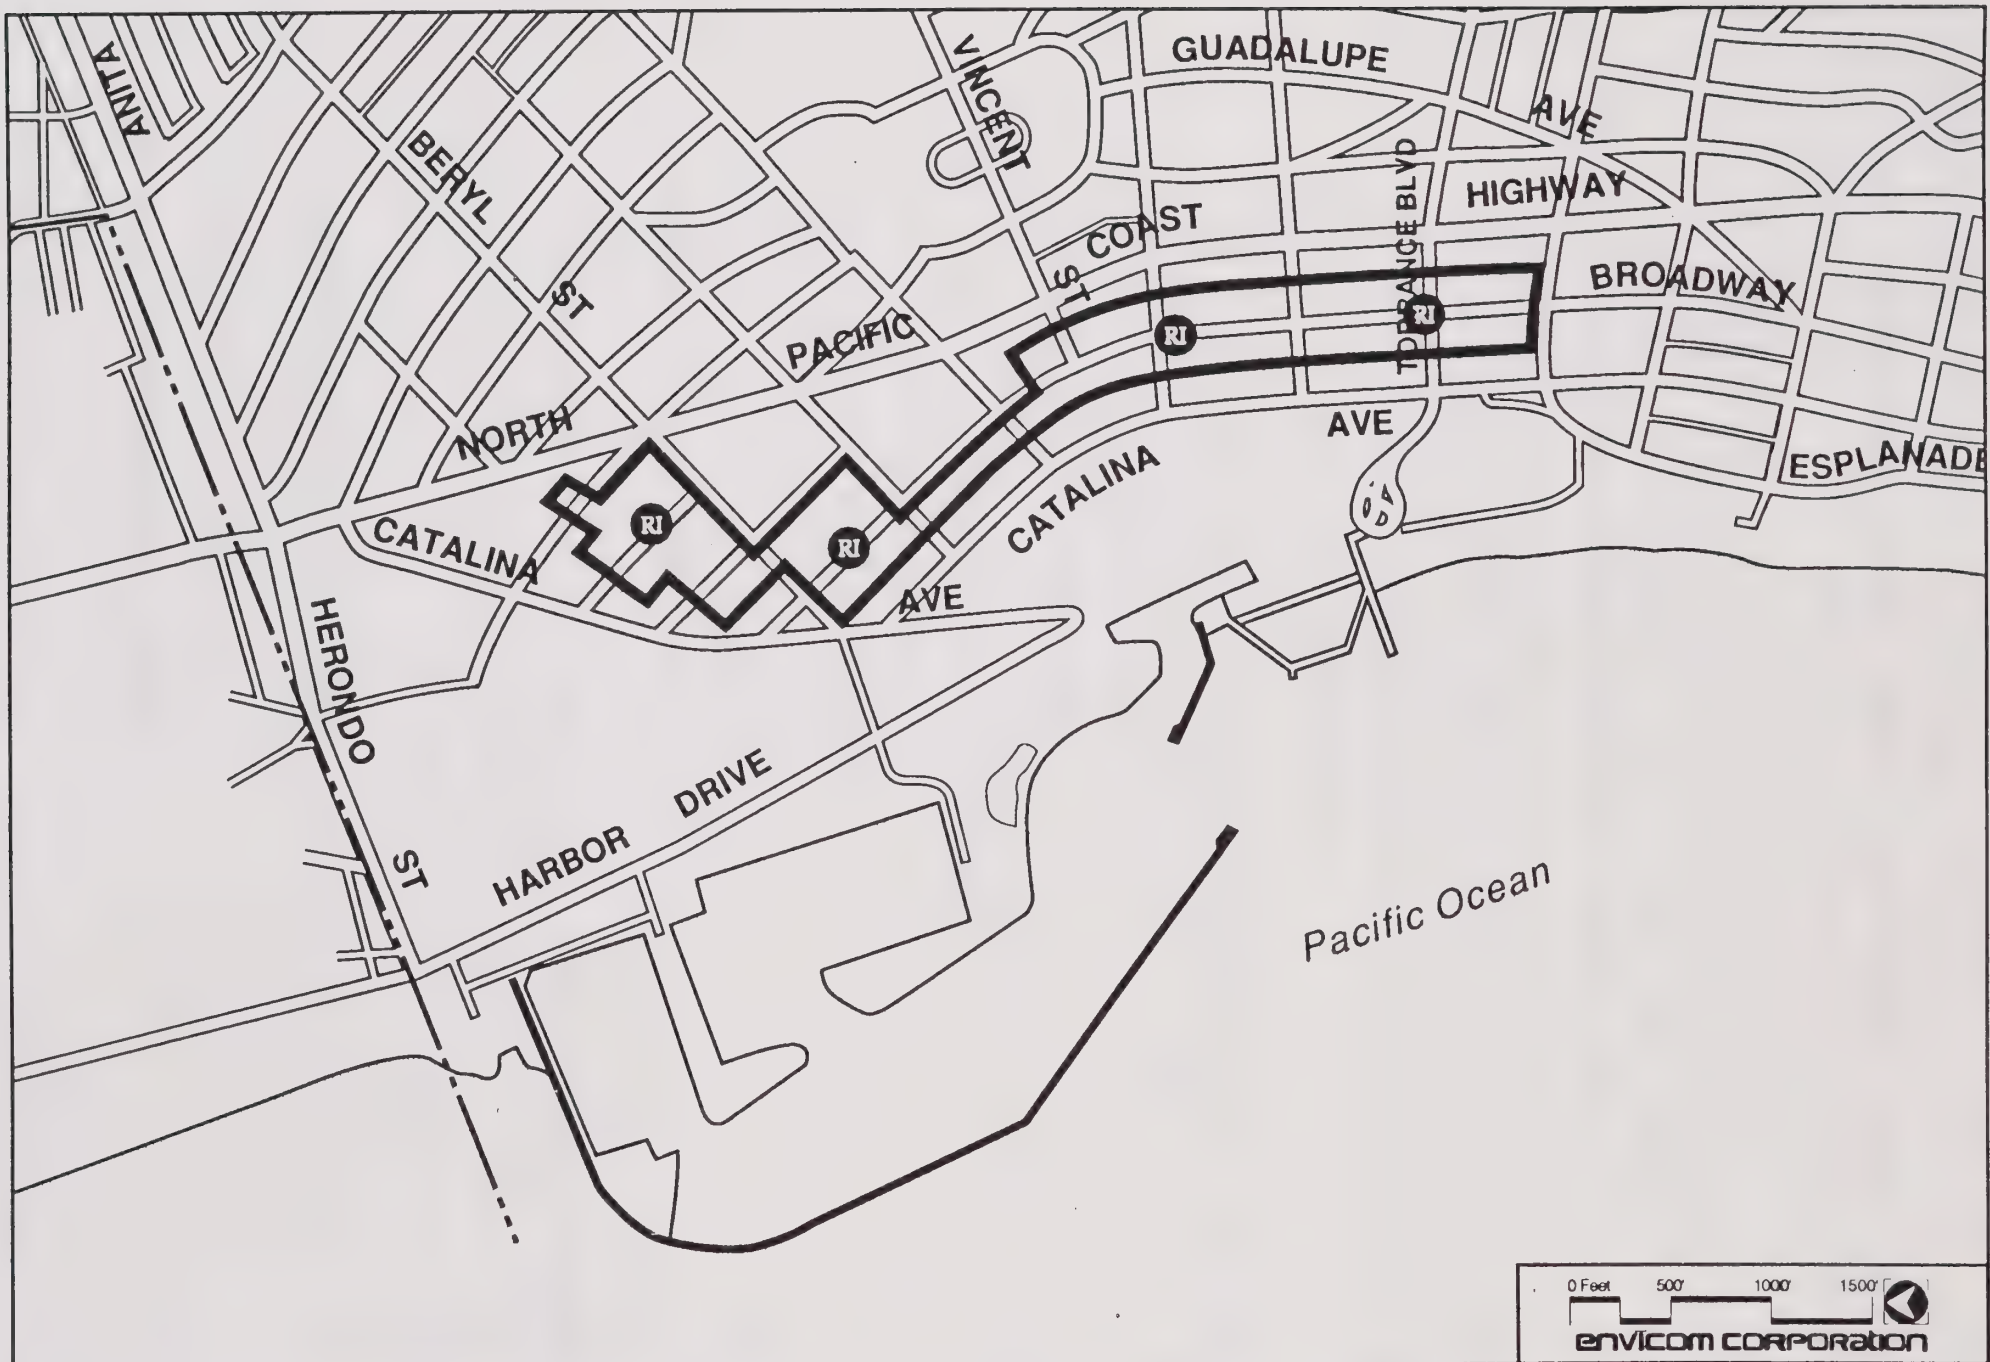 ANITA
VINCENT
ST
GUADALUPE
AVE
BERYL
ST
TORRANCE BLVD
HIGHWAY
COAST
PACIFIC
NORTH
BROADWAY
RI
RI
RI
RI
AVE
ESPLANADE
CATALINA
CATALINA
AVE
HERONDO
ST
HARBOR DRIVE
Pacific Ocean
0 Feet 500' 1000' 1500'
envicom CORPORation